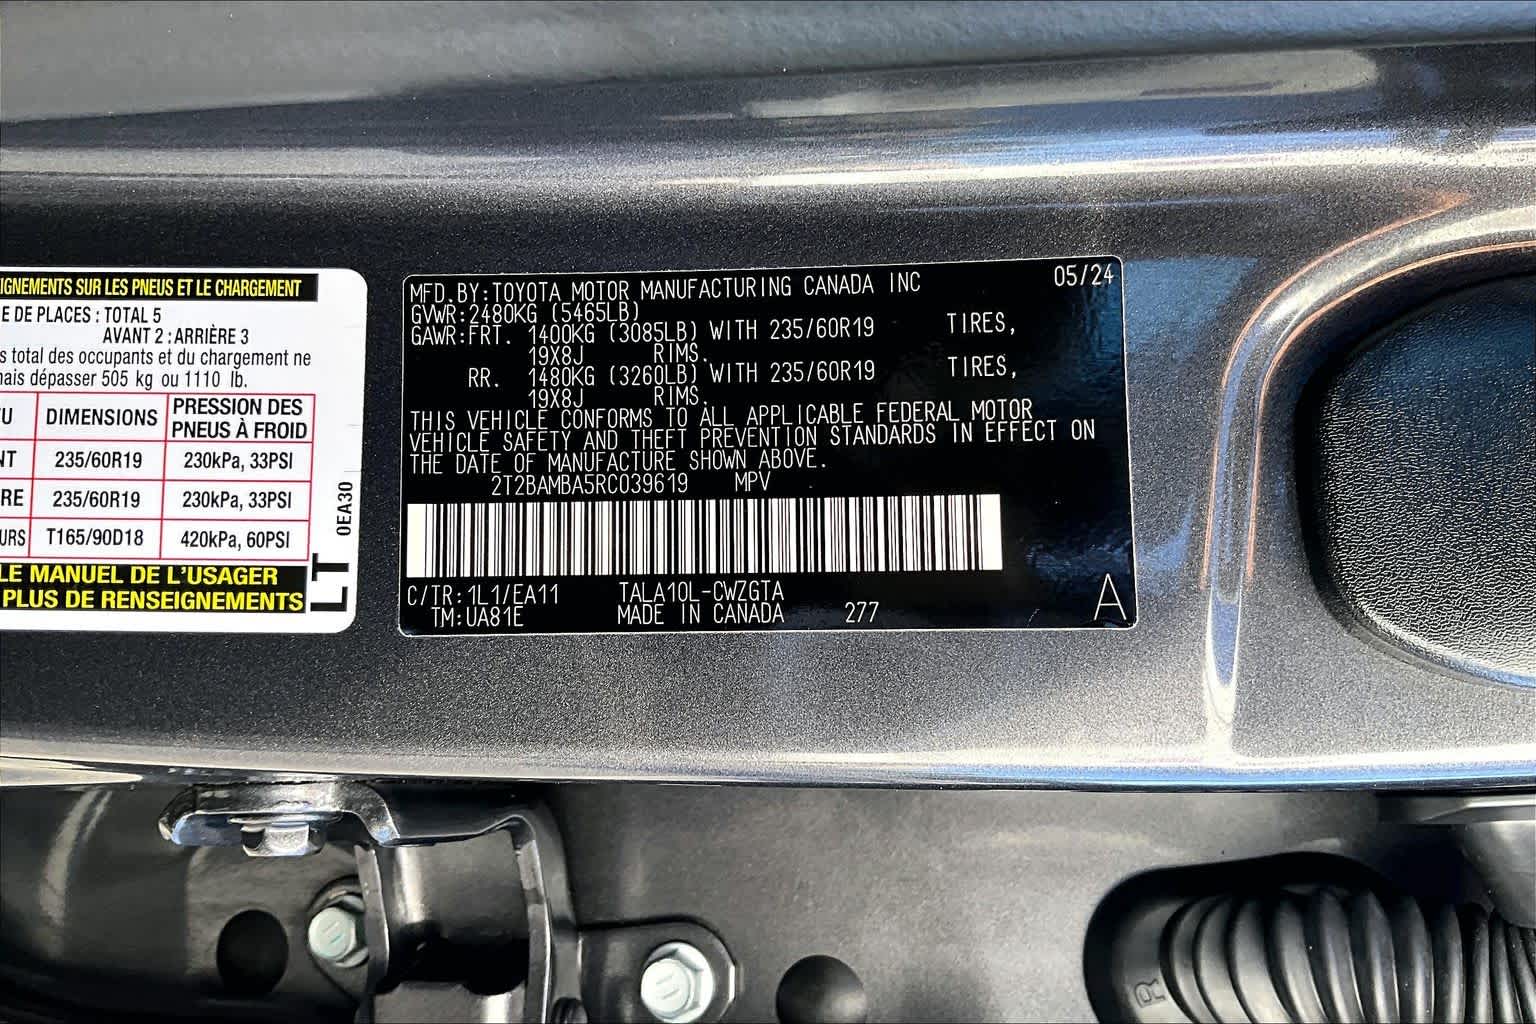 IGNEMENTS SUR LES PNEUS ET LE CHARGEMENT
E DE PLACES : TOTAL 5
AVANT 2 : ARRIÈRE 3
s total des occupants et du chargement ne
mais dépasser 505 kg ou 1110 lb.
U DIMENSIONS PRESSION DES PNEUS À FROID
NT 235/60R19 230kPa, 33PSI
RE 235/60R19 230kPa, 33PSI
URS T165/90D18 420kPa, 60PSI
LE MANUEL DE L'USAGER
PLUS DE RENSEIGNEMENTS
0EA30
LT
MFD.BY:TOYOTA MOTOR MANUFACTURING CANADA INC 05/24
GVWR:2480KG (5465LB)
GAWR:FRT. 1400KG (3085LB) WITH 235/60R19 TIRES,
19X8J RIMS.
RR. 1480KG (3260LB) WITH 235/60R19 TIRES,
19X8J RIMS.
THIS VEHICLE CONFORMS TO ALL APPLICABLE FEDERAL MOTOR
VEHICLE SAFETY AND THEFT PREVENTION STANDARDS IN EFFECT ON
THE DATE OF MANUFACTURE SHOWN ABOVE.
2T2BAMBA5RC039619 MPV
C/TR:1L1/EA11 TALA10L-CWZGTA
TM:UA81E MADE IN CANADA 277 A
R